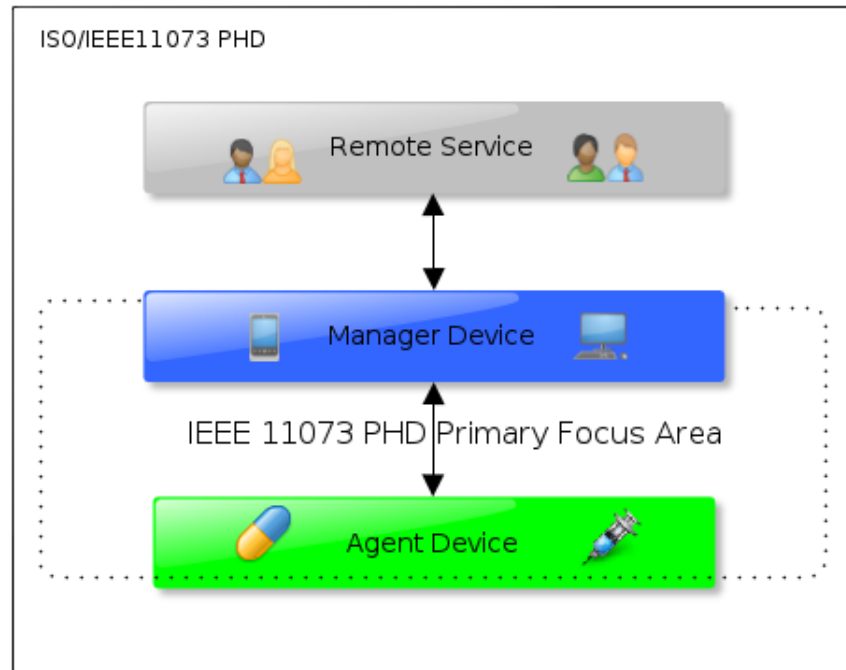 ISO/IEEE11073 PHD
Remote Service
Manager Device
IEEE 11073 PHD Primary Focus Area
Agent Device